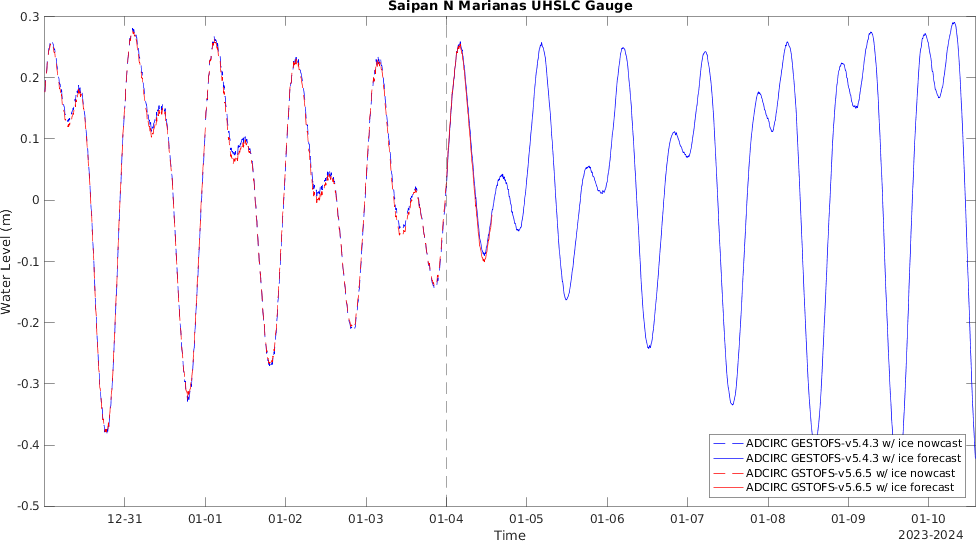 Saipan N Marianas UHSLC Gauge
0.3
0.2
0.1
0
-0.1
-0.2
-0.3
-0.4
-0.5
Water Level (m)
ADCIRC GESTOFS-v5.4.3 w/ ice nowcast
ADCIRC GESTOFS-v5.4.3 w/ ice forecast
ADCIRC GSTOFS-v5.6.5 w/ ice nowcast
ADCIRC GSTOFS-v5.6.5 w/ ice forecast
12-31 01-01 01-02 01-03 01-04 01-05 01-06 01-07 01-08 01-09 01-10
Time
2023-2024